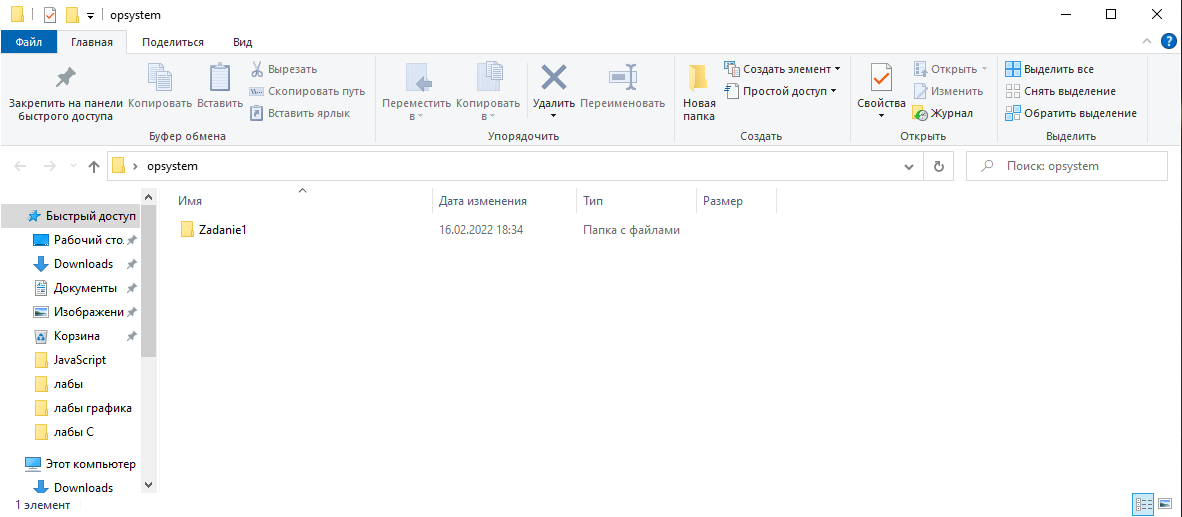 opsystem
Файл Главная Поделиться Вид
Закрепить на панели быстрого доступа
Копировать
Вставить
Вырезать
Скопировать путь
Вставить ярлык
Буфер обмена
Переместить в
Копировать в
Удалить
Переименовать
Упорядочить
Новая папка
Создать элемент
Простой доступ
Создать
Свойства
Открыть
Изменить
Журнал
Открыть
Выделить все
Снять выделение
Обратить выделение
Выделить
opsystem
Поиск: opsystem
Имя Дата изменения Тип Размер
Zadanie1 16.02.2022 18:34 Папка с файлами
Быстрый доступ
Рабочий сто.
Downloads
Документы
Изображени
Корзина
JavaScript
лабы
лабы графика
лабы С
Этот компьютер
Downloads
1 элемент